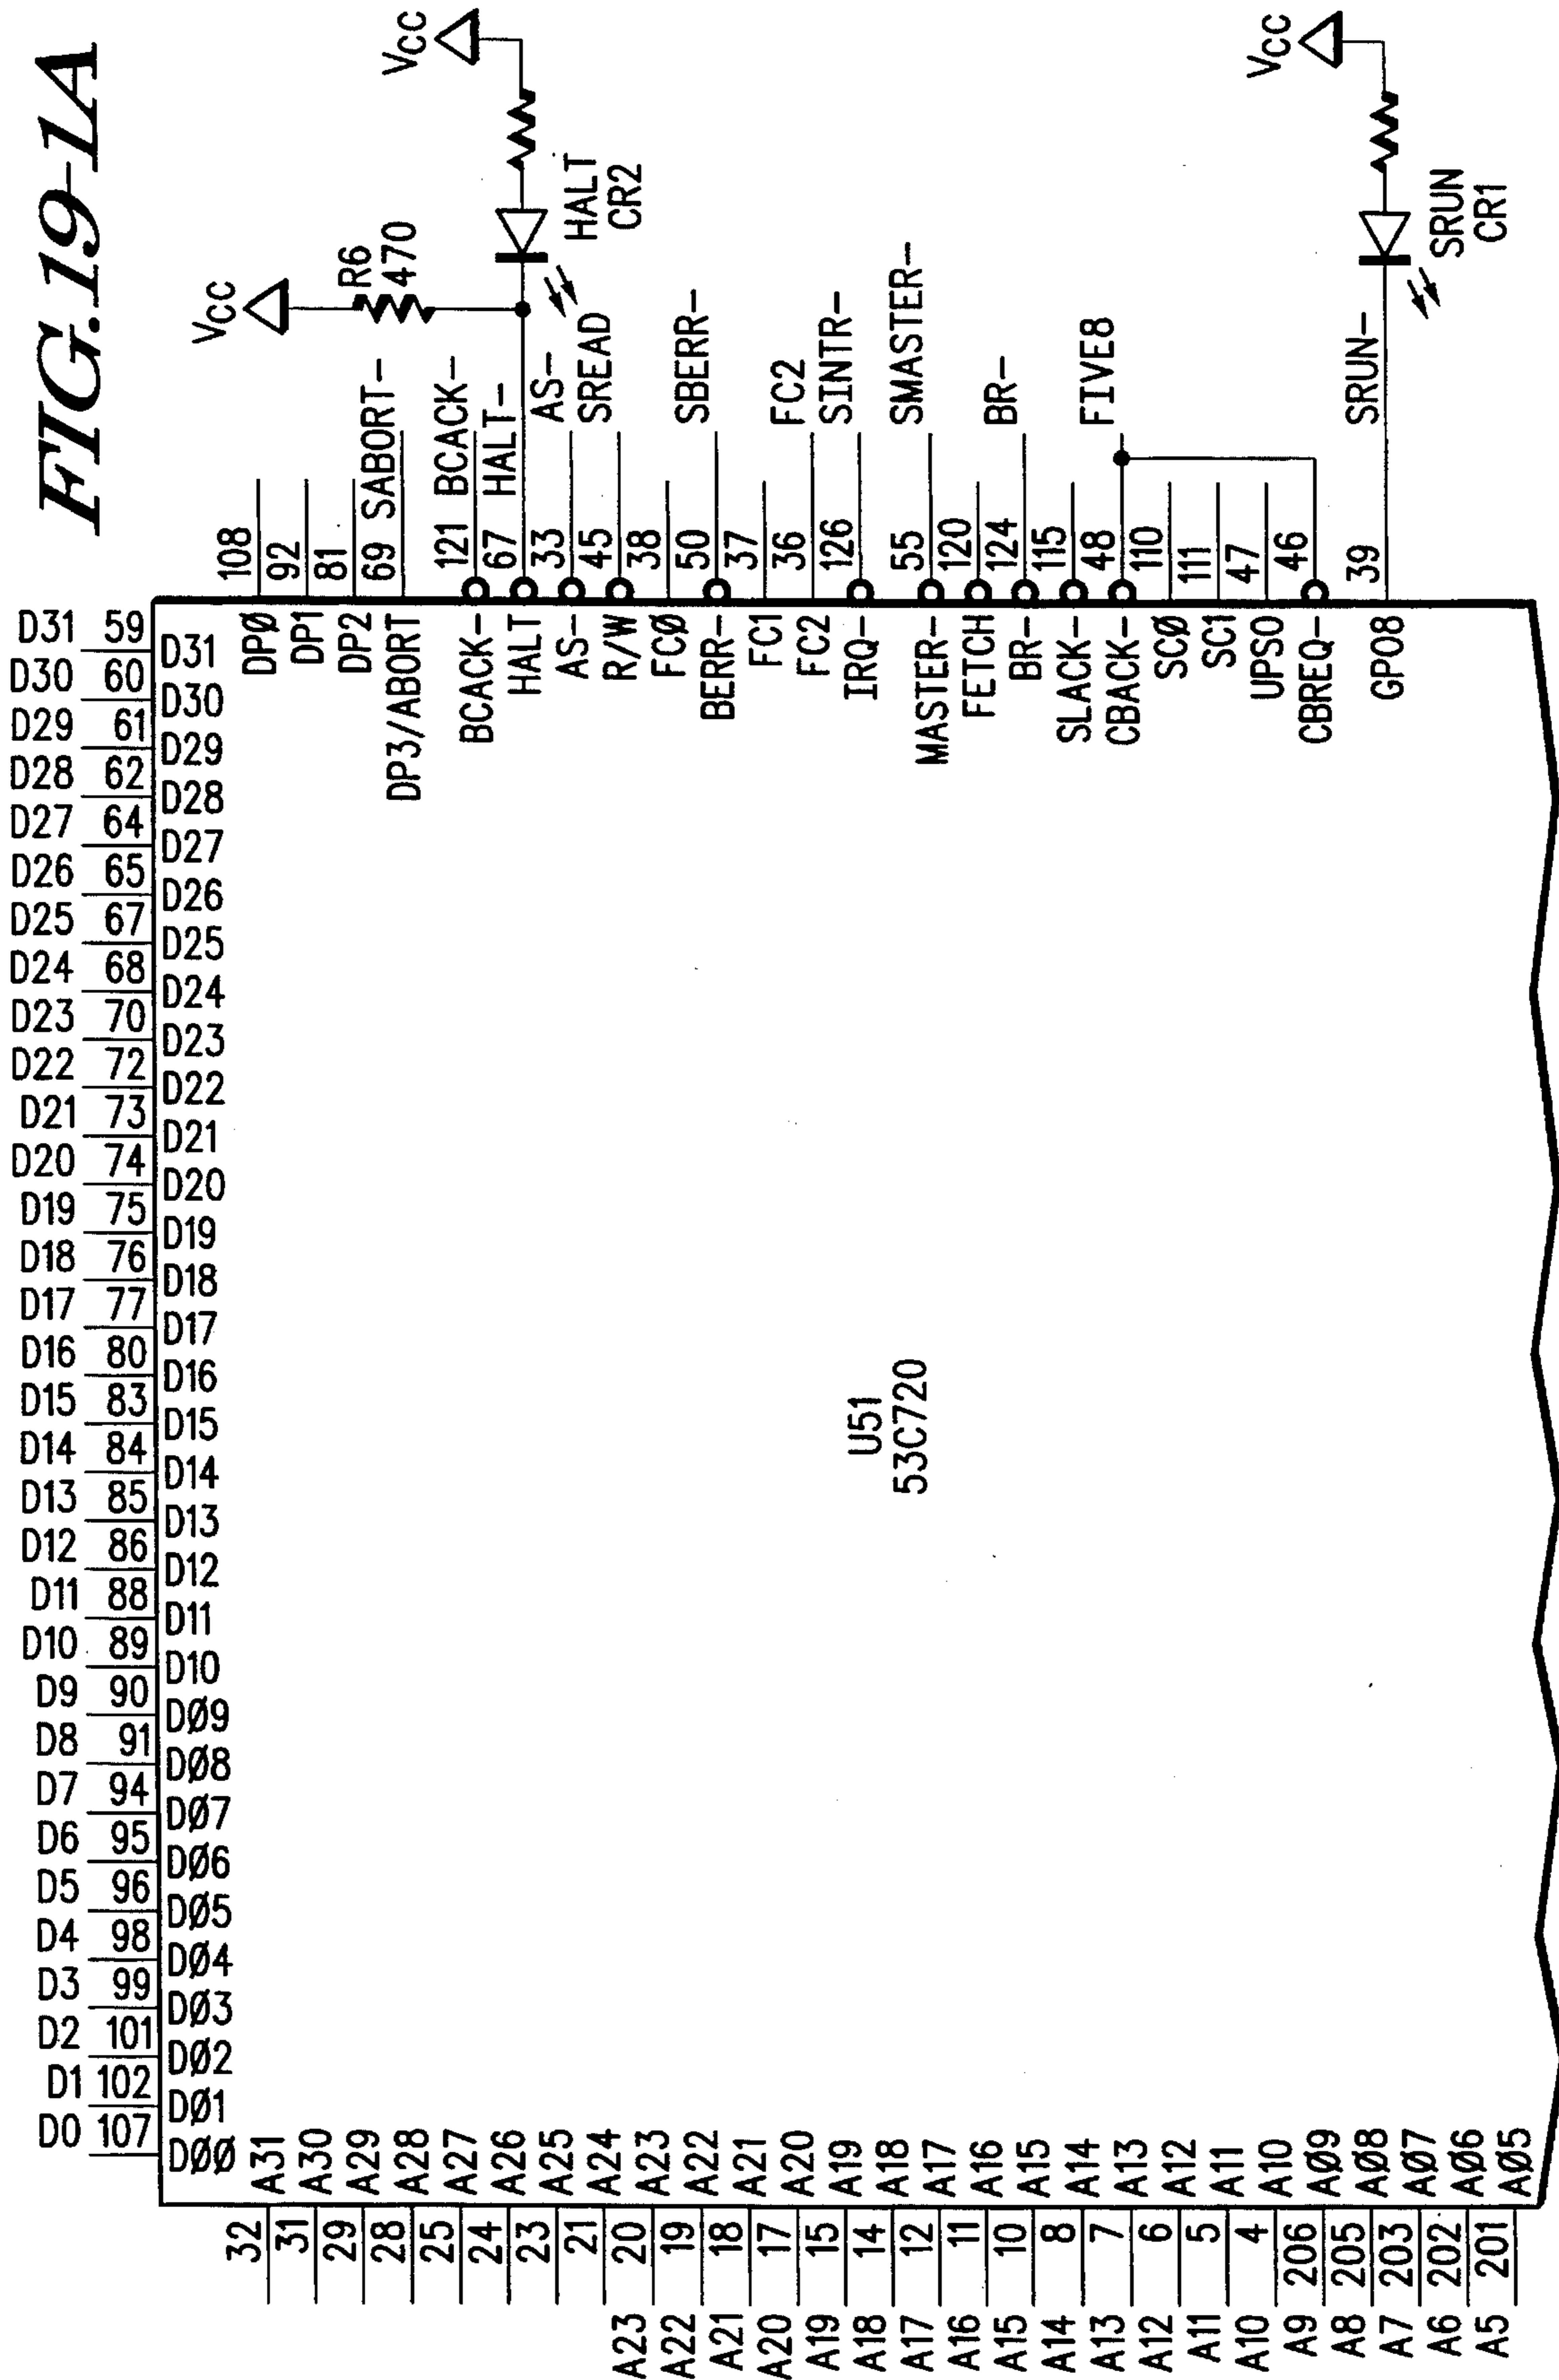 FIG.19-1A
D31 59 D31
D30 60 D30
D29 61 D29
D28 62 D28
D27 64 D27
D26 65 D26
D25 67 D25
D24 68 D24
D23 70 D23
D22 72 D22
D21 73 D21
D20 74 D20
D19 75 D19
D18 76 D18
D17 77 D17
D16 80 D16
D15 83 D15
D14 84 D14
D13 85 D13
D12 86 D12
D11 88 D11
D10 89 D10
D9 90 DØ9
D8 91 DØ8
D7 94 DØ7
D6 95 DØ6
D5 96 DØ5
D4 98 DØ4
D3 99 DØ3
D2 101 DØ2
D1 102 DØ1
D0 107 DØØ
DPØ 108
DP1 92
DP2 81
DP3/ABORT 69 SABORT-
BCACK- 121 BCACK-
HALT 67 HALT-
AS- 33 AS-
R/W 45 SREAD
FCØ 38
BERR- 50 SBERR-
FC1 37
FC2 36 FC2
IRQ- 126 SINTR-
MASTER- 55 SMASTER-
FETCH 120
BR- 124 BR-
SLACK- 115
CBACK- 48 FIVE8
SCØ 110
SC1 111
UPSO 47
CBREQ- 46
GPO8 39 SRUN-
VCC
R6
470
VCC
HALT
CR2
VCC
SRUN
CR1
U51
53C720
32 A31
31 A30
29 A29
28 A28
25 A27
24 A26
23 A25
21 A24
A23 20 A23
A22 19 A22
A21 18 A21
A20 17 A20
A19 15 A19
A18 14 A18
A17 12 A17
A16 11 A16
A15 10 A15
A14 8 A14
A13 7 A13
A12 6 A12
A11 5 A11
A10 4 A10
A9 206 AØ9
A8 205 AØ8
A7 203 AØ7
A6 202 AØ6
A5 201 AØ5